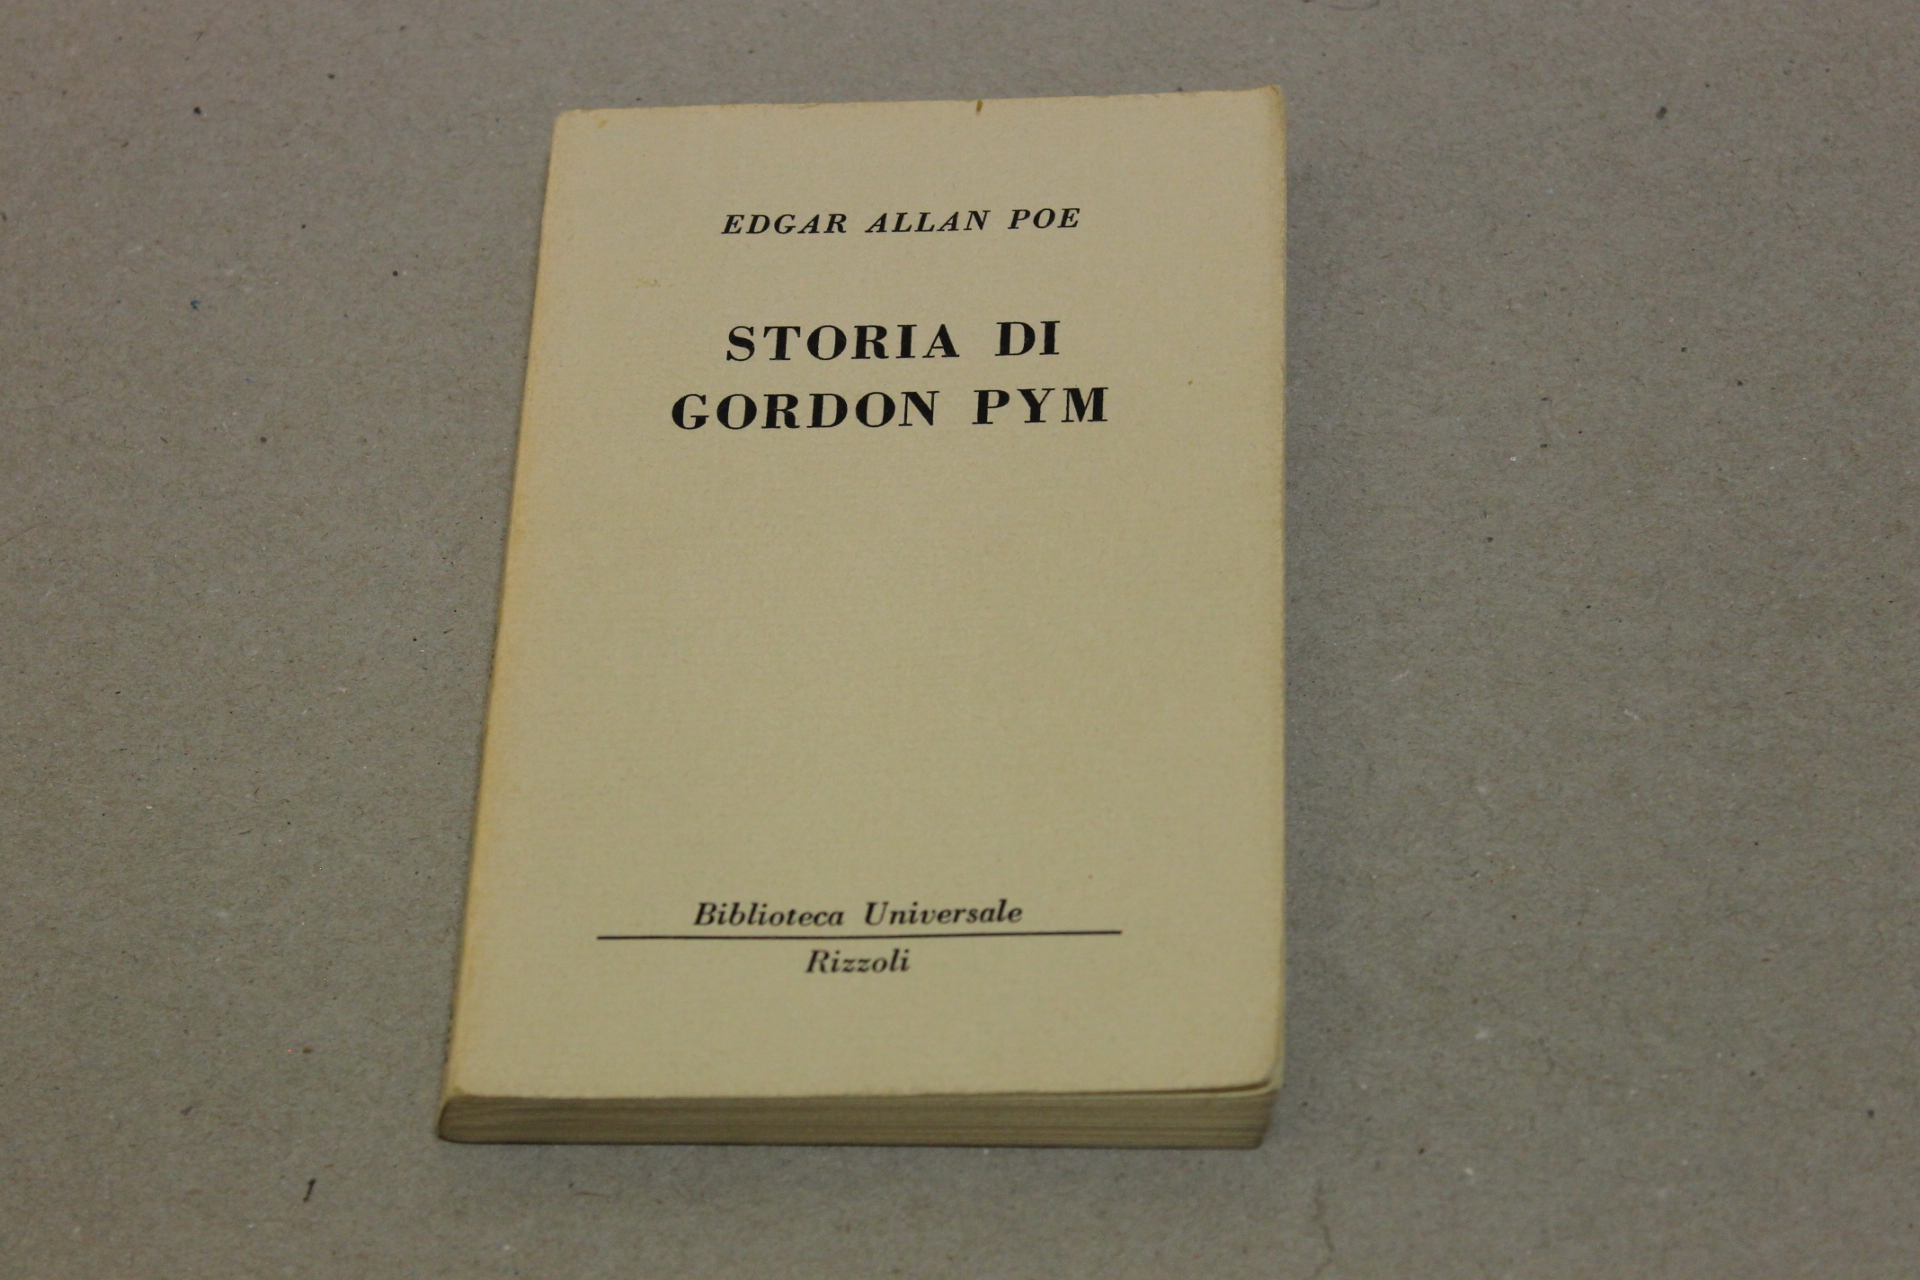 EDGAR ALLAN POE
STORIA DI
GORDON PYM
Biblioteca Universale
Rizzoli